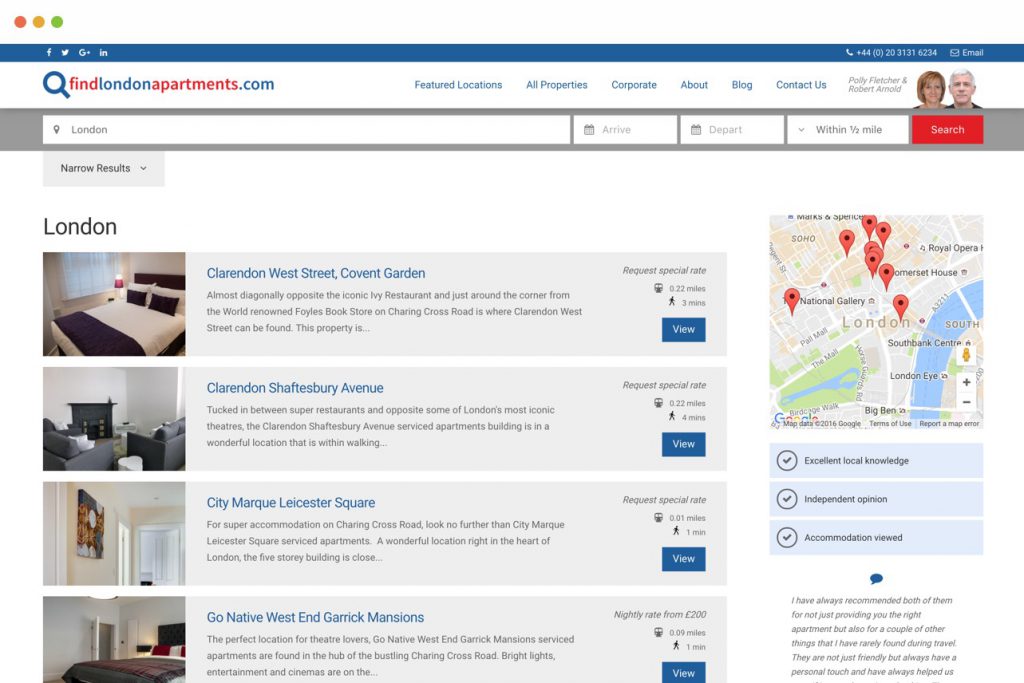 +44 (0) 20 3131 6234 Email
findlondonapartments.com
Featured Locations All Properties Corporate About Blog Contact Us
Polly Fletcher &
Robert Arnold
London Arrive Depart Within ½ mile Search
Narrow Results
London
Clarendon West Street, Covent Garden
Request special rate
Almost diagonally opposite the iconic Ivy Restaurant and just around the corner from
the World renowned Foyles Book Store on Charing Cross Road is where Clarendon West
Street can be found. This property is...
0.22 miles
3 mins
View
Clarendon Shaftesbury Avenue
Request special rate
Tucked in between super restaurants and opposite some of London's most iconic
theatres, the Clarendon Shaftesbury Avenue serviced apartments building is in a
wonderful location that is within walking...
0.22 miles
4 mins
View
City Marque Leicester Square
Request special rate
For super accommodation on Charing Cross Road, look no further than City Marque
Leicester Square serviced apartments. A wonderful location right in the heart of
London, the five storey building is close...
0.01 miles
1 min
View
Go Native West End Garrick Mansions
Nightly rate from £200
The perfect location for theatre lovers, Go Native West End Garrick Mansions serviced
apartments are found in the hub of the bustling Charing Cross Road. Bright lights,
entertainment and cinemas are on the...
0.09 miles
1 min
View
Marks & Spencer
SOHO
Royal Opera H
omerset House
National Gallery
London
A3211
SOUTH
Pall Mall
The Mall
Southbank Centre
Horse Guards Rd
London Eye
Birdcage Walk
Big Ben
Google
Map data ©2016 Google Terms of Use Report a map error
Excellent local knowledge
Independent opinion
Accommodation viewed
I have always recommended both of them
for not just providing you the right
apartment but also for a couple of other
things that I have rarely found during travel.
They are not just friendly but always have a
personal touch and have always helped us